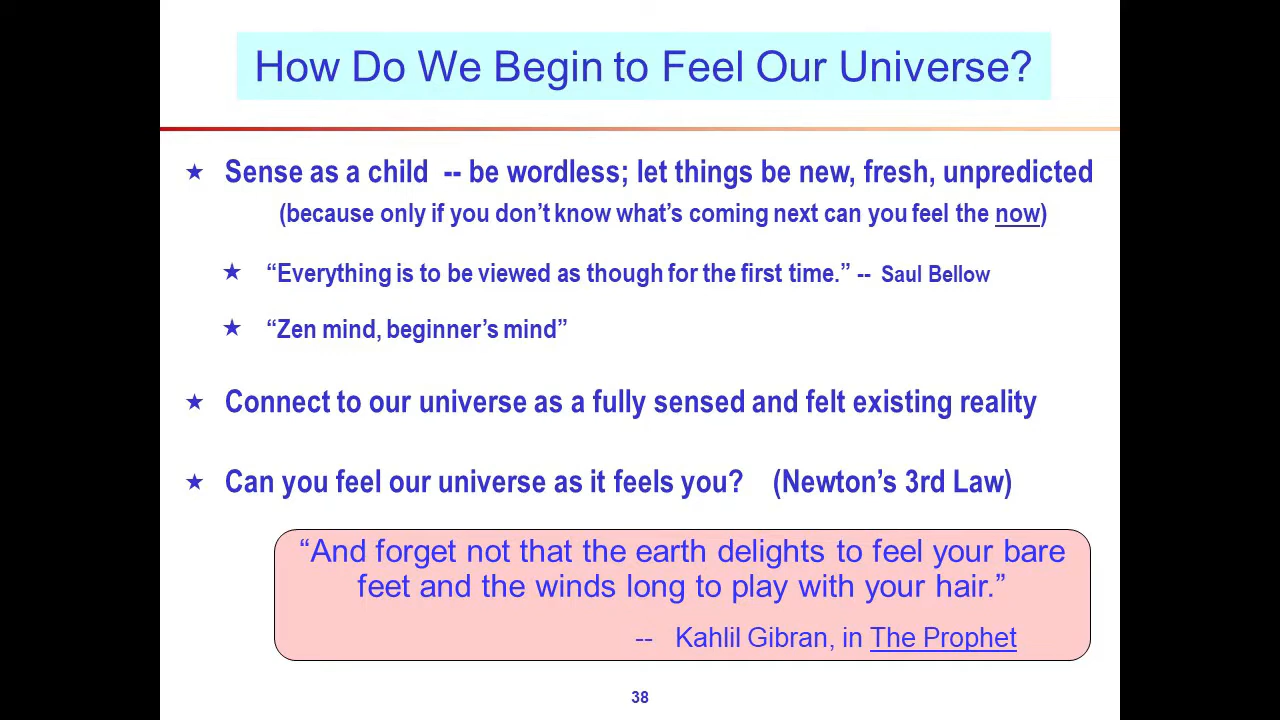 How Do We Begin to Feel Our Universe?
Sense as a child -- be wordless; let things be new, fresh, unpredicted
(because only if you don't know what's coming next can you feel the now)
“Everything is to be viewed as though for the first time.” -- Saul Bellow
“Zen mind, beginner's mind”
Connect to our universe as a fully sensed and felt existing reality
Can you feel our universe as it feels you? (Newton's 3rd Law)
“And forget not that the earth delights to feel your bare
feet and the winds long to play with your hair.”
-- Kahlil Gibran, in The Prophet
38